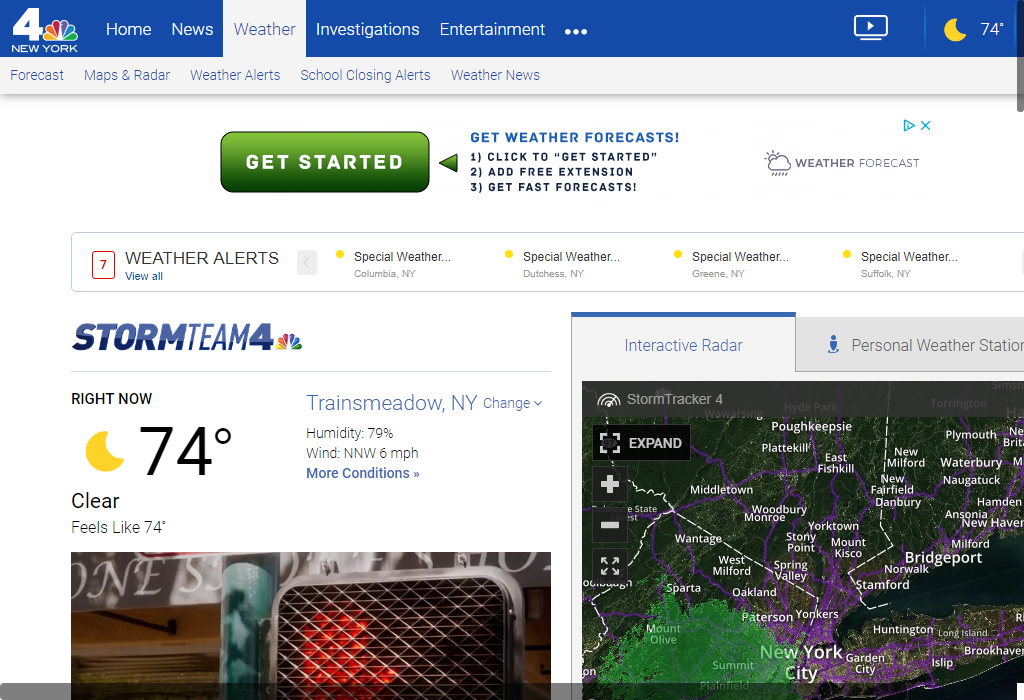 4
NEW YORK
Home
News
Weather
Investigations
Entertainment
74°
Forecast
Maps & Radar
Weather Alerts
School Closing Alerts
Weather News
GET STARTED
GET WEATHER FORECASTS!
1) CLICK TO “GET STARTED”
2) ADD FREE EXTENSION
3) GET FAST FORECASTS!
WEATHER FORECAST
7
WEATHER ALERTS
View all
Special Weather...
Columbia, NY
Special Weather...
Dutchess, NY
Special Weather...
Greene, NY
Special Weather...
Suffolk, NY
STORMTEAM4
RIGHT NOW
74°
Clear
Feels Like 74°
Trainsmeadow, NY Change
Humidity: 79%
Wind: NNW 6 mph
More Conditions »
Interactive Radar
Personal Weather Station
StormTracker 4
EXPAND
Wawarsing
Hyde Park
Torrington
Poughkeepsie
Plymouth
Plattekill
East
Fishkill
New
Milford
Waterbury
Naugatuck
Middletown
New
Fairfield
Danbury
Hamden
Ansonia
New Haven
Woodbury
Monroe
Yorktown
Wantage
Stony
Point
Mount
Kisco
Milford
Bridgeport
West
Milford
Spring
Valley
Norwalk
Stamford
Sparta
Oakland
Paterson
Yonkers
Mount
Olive
Huntington
Long Island
New York
City
Garden
City
Brookhaven
Islip
Summit
Plainfield